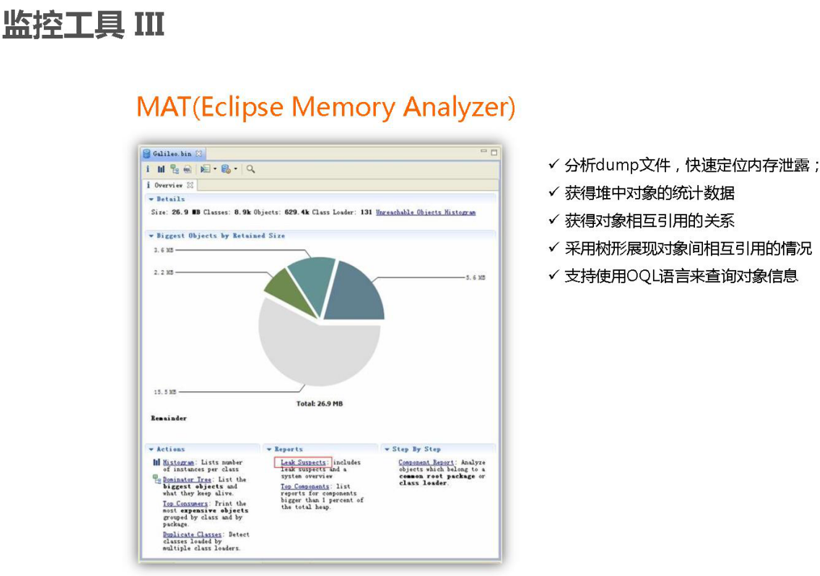 监控工具 III
MAT(Eclipse Memory Analyzer)
Galileo.bin
i Overview
Details
Size: 26.9 MB Classes: 8.9k Objects: 629.4k Class Loader: 131 Unreachable Objects Histogram
Biggest Objects by Retained Size
3.6 MB
2.2 MB
5.6 MB
15.5 MB
Total: 26.9 MB
Remainder
Actions
Histogram: Lists number
of instances per class
Dominator Tree: List the
biggest objects and
what they keep alive.
Top Consumers: Print the
most expensive objects
grouped by class and by
package.
Duplicate Classes: Detect
classes loaded by
multiple class loaders.
Reports
Leak Suspects: includes
leak suspects and a
system overview
Top Components: list
reports for components
bigger than 1 percent of
the total heap.
Step By Step
Component Report: Analyze
objects which belong to a
common root package or
class loader.
✓ 分析dump文件，快速定位内存泄露；
✓ 获得堆中对象的统计数据
✓ 获得对象相互引用的关系
✓ 采用树形展现对象间相互引用的情况
✓ 支持使用OQL语言来查询对象信息